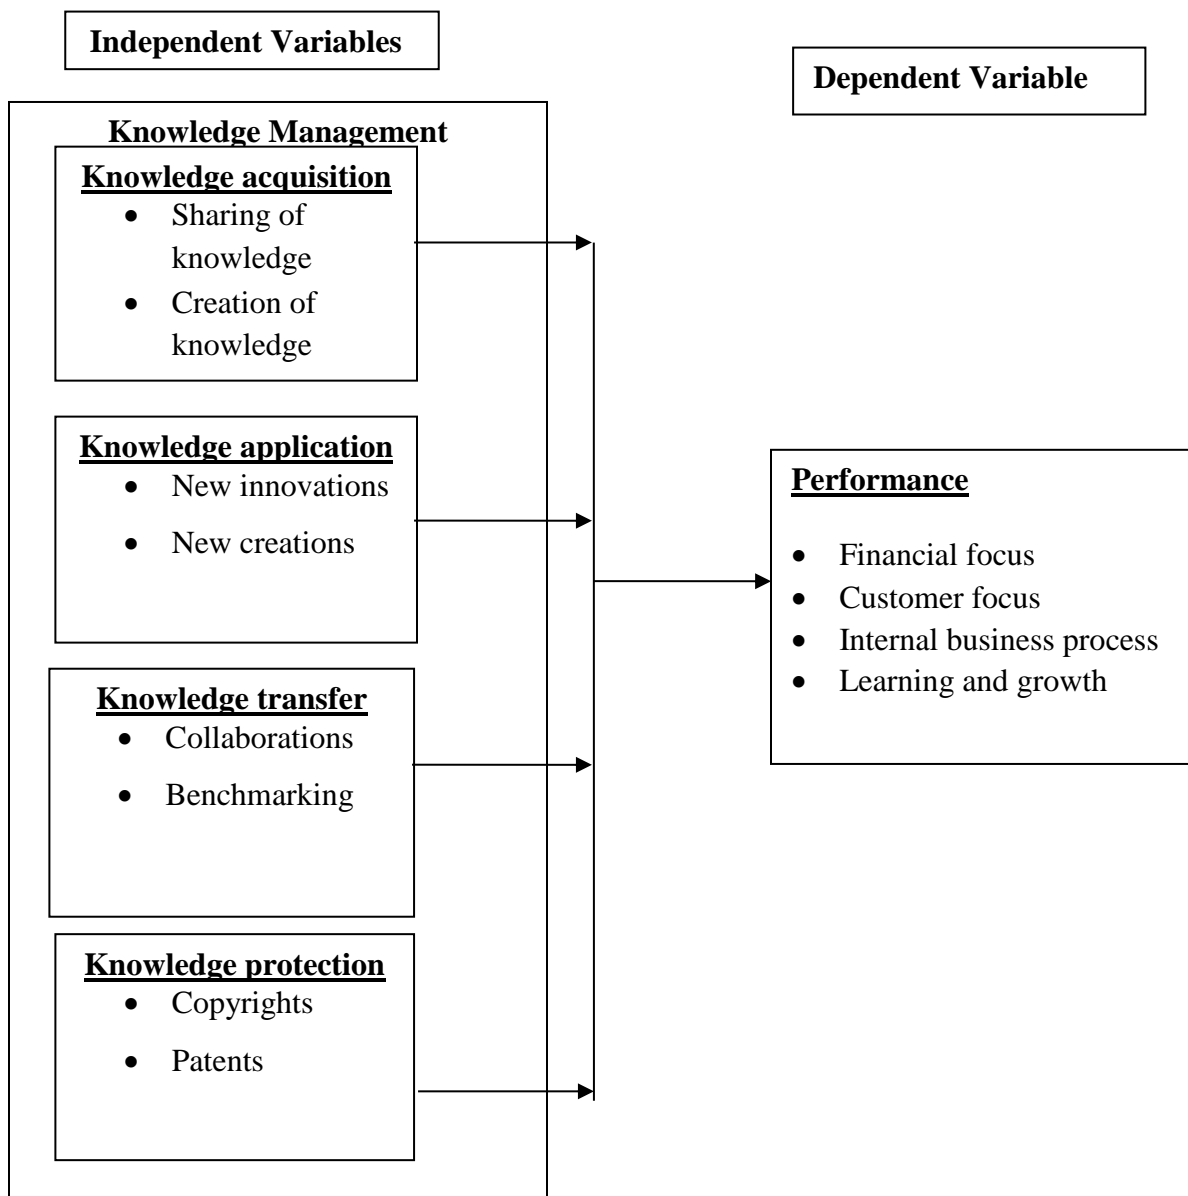 Independent Variables
Dependent Variable
Knowledge Management
Knowledge acquisition
• Sharing of
knowledge
• Creation of
knowledge
Knowledge application
• New innovations
• New creations
Knowledge transfer
• Collaborations
• Benchmarking
Knowledge protection
• Copyrights
• Patents
Performance
• Financial focus
• Customer focus
• Internal business process
• Learning and growth